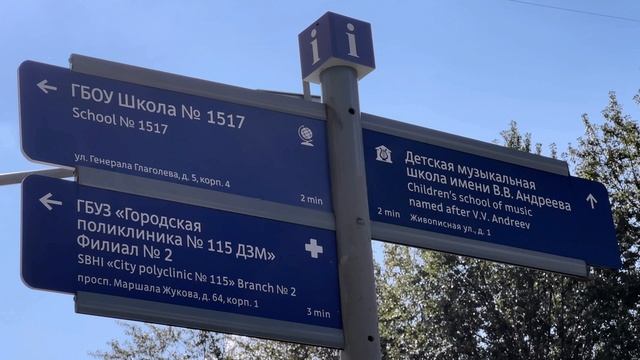 i i
ГБОУ Школа № 1517
School № 1517
ул. Генерала Глаголева, д. 5, корп. 4
2 min
ГБУЗ «Городская
поликлиника № 115 ДЗМ»
Филиал № 2
SBHI «City polyclinic № 115» Branch № 2
просп. Маршала Жукова, д. 64, корп. 1
3 min
Детская музыкальная
школа имени В.В. Андреева
Children's school of music
named after V.V. Andreev
2 min
Живописная ул., д. 1